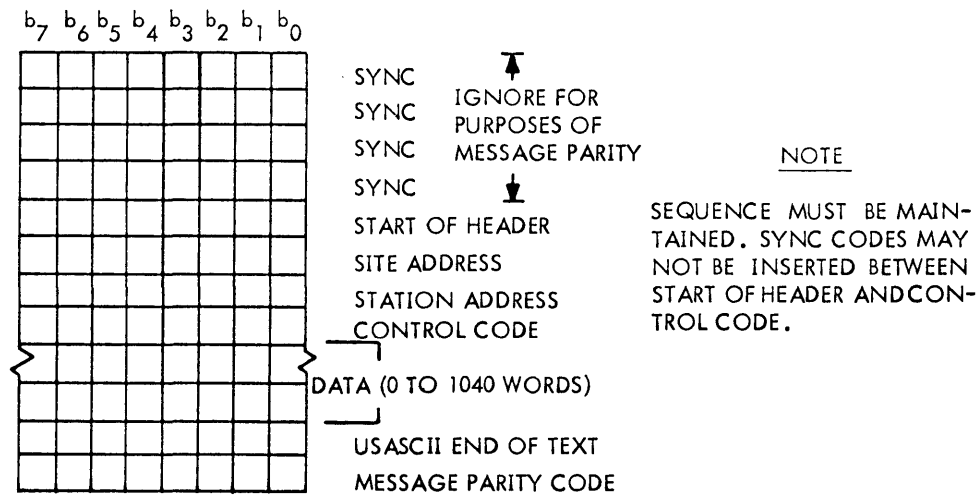 b7 b6 b5 b4 b3 b2 b1 b0
SYNC
SYNC
SYNC
SYNC
IGNORE FOR
PURPOSES OF
MESSAGE PARITY
START OF HEADER
SITE ADDRESS
STATION ADDRESS
CONTROL CODE
DATA (0 TO 1040 WORDS)
USASCII END OF TEXT
MESSAGE PARITY CODE
NOTE
SEQUENCE MUST BE MAIN-
TAINED. SYNC CODES MAY
NOT BE INSERTED BETWEEN
START OF HEADER AND CON-
TROL CODE.